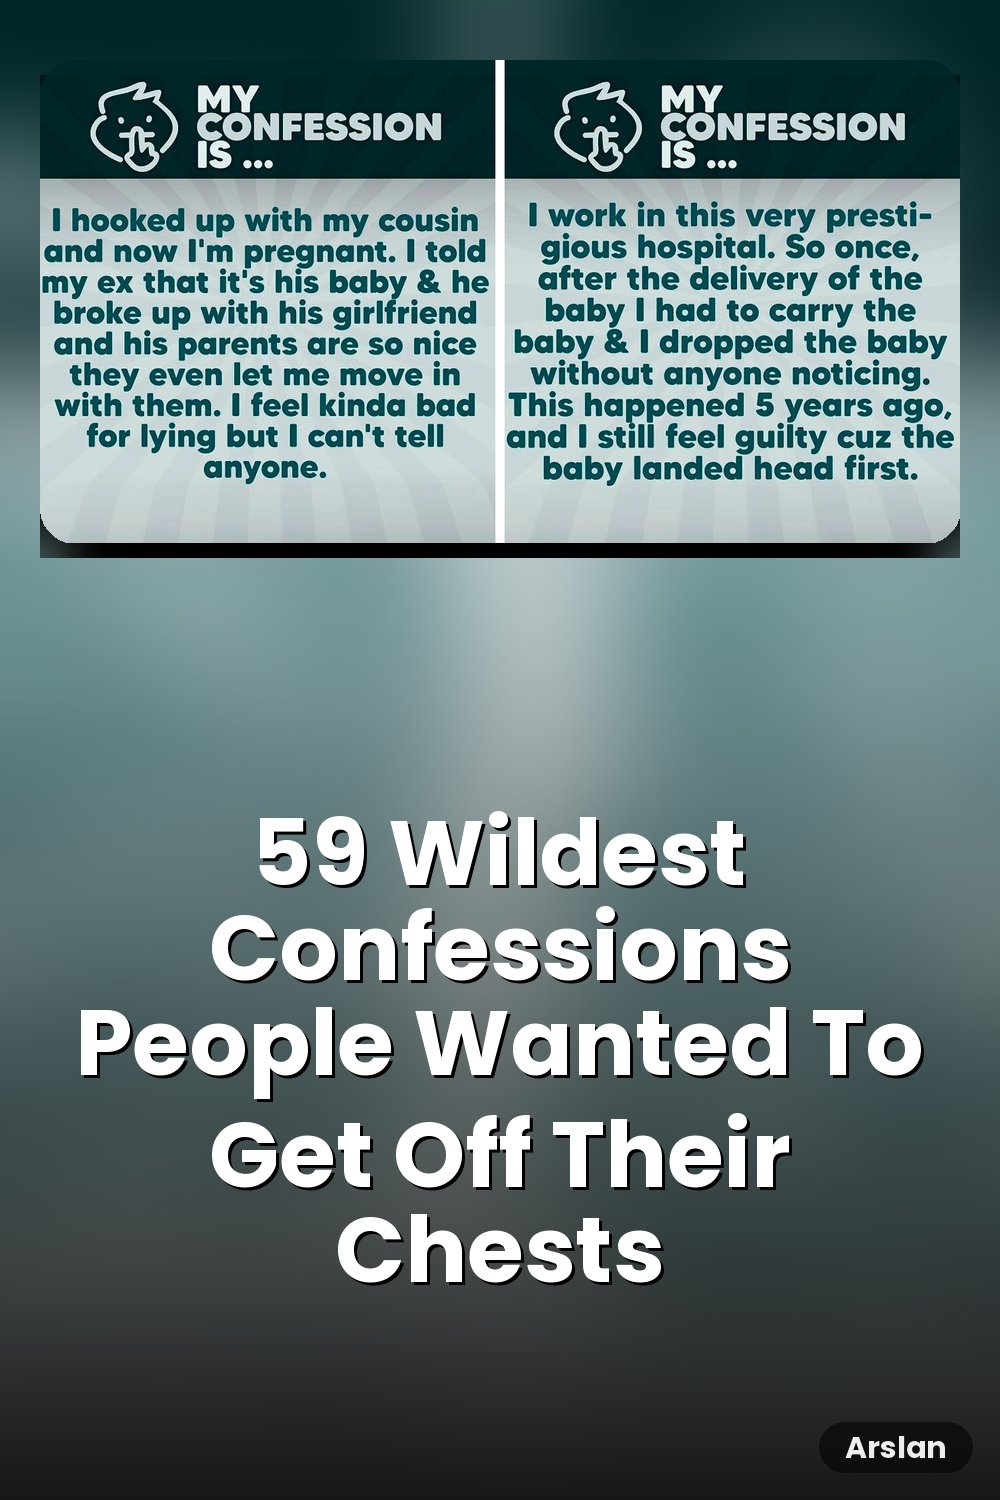 MY
CONFESSION
IS ...
I hooked up with my cousin
and now I'm pregnant. I told
my ex that it's his baby & he
broke up with his girlfriend
and his parents are so nice
they even let me move in
with them. I feel kinda bad
for lying but I can't tell
anyone.
MY
CONFESSION
IS ...
I work in this very presti-
gious hospital. So once,
after the delivery of the
baby I had to carry the
baby & I dropped the baby
without anyone noticing.
This happened 5 years ago,
and I still feel guilty cuz the
baby landed head first.
59 Wildest
Confessions
People Wanted To
Get Off Their
Chests
Arslan